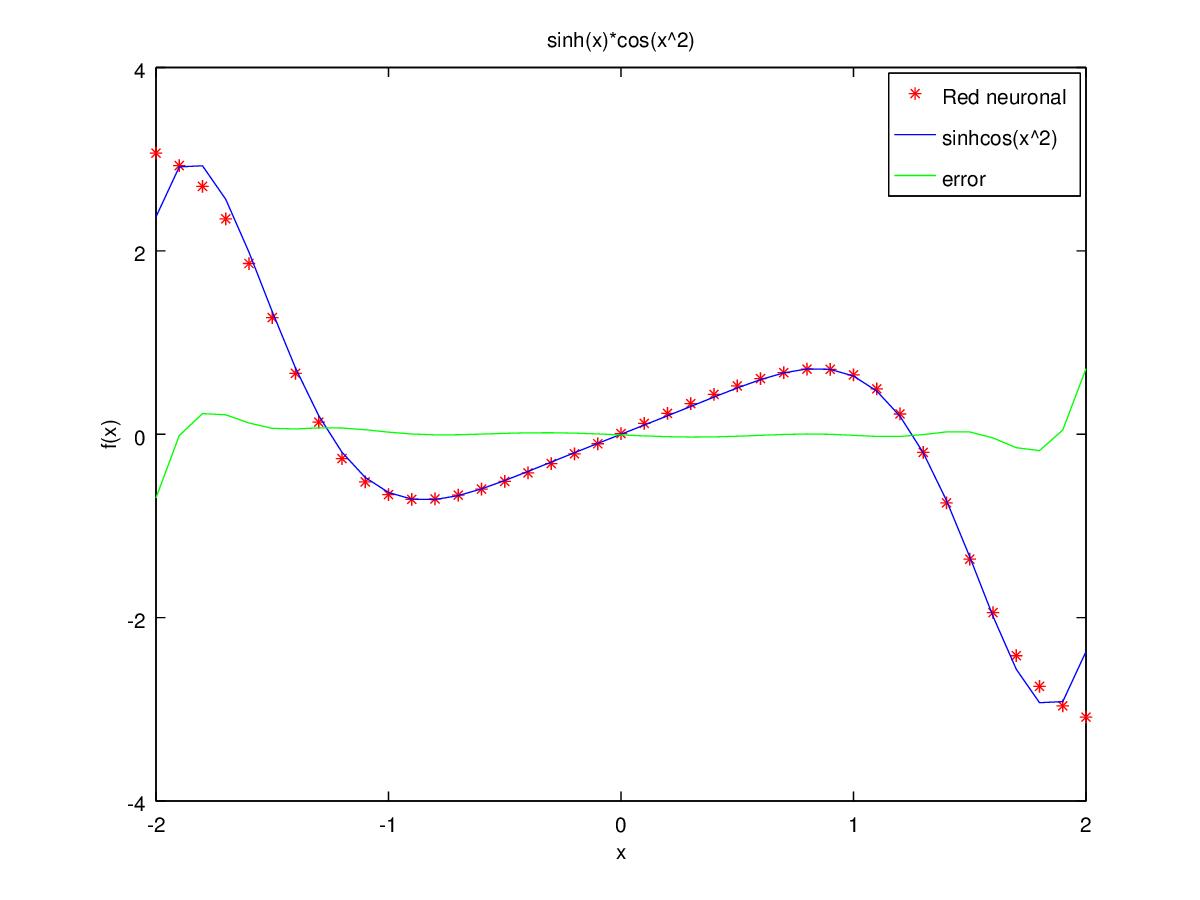 sinh(x)*cos(x^2)
4
2
0
-2
-4
f(x)
Red neuronal
sinhcos(x^2)
error
-2 -1 0 1 2
x